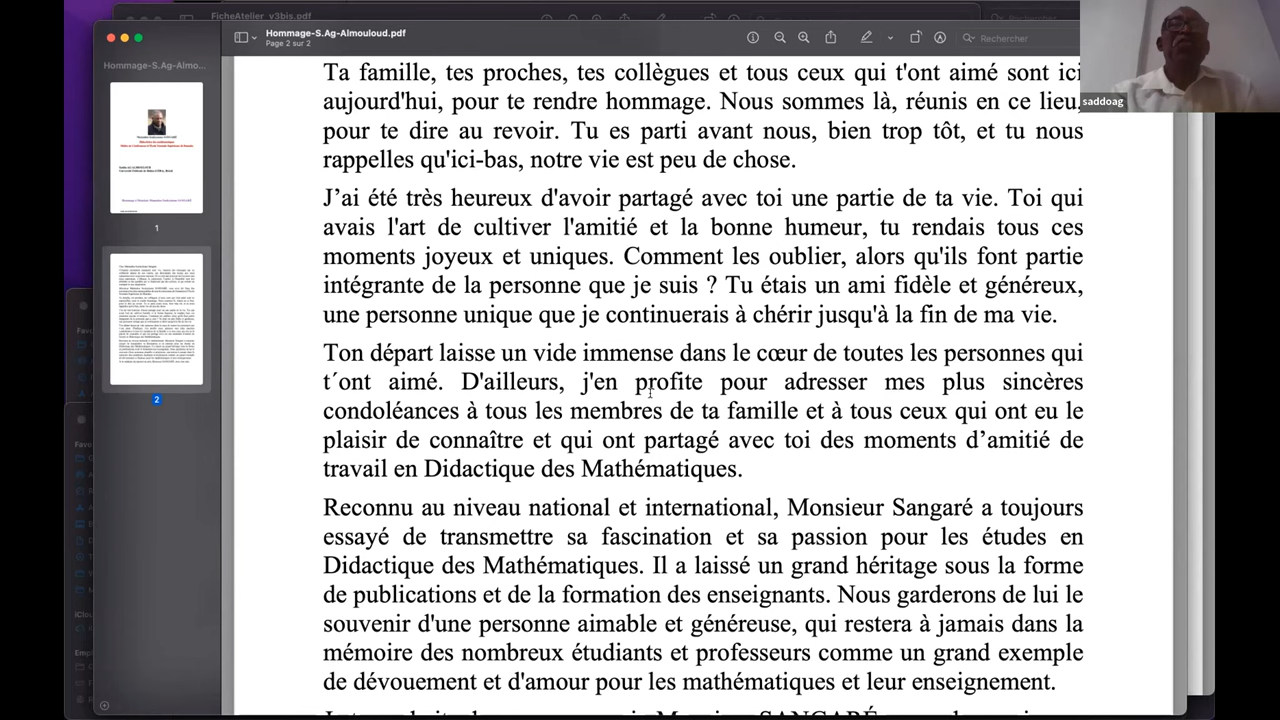 FicheAtelier_v3bis.pdf
Hommage-S.Ag-Almouloud.pdf
Page 2 sur 2
Rechercher
Hommage-S.Ag-Almo...
1
2
saddoag
Ta famille, tes proches, tes collègues et tous ceux qui t'ont aimé sont ici
aujourd'hui, pour te rendre hommage. Nous sommes là, réunis en ce lieu,
pour te dire au revoir. Tu es parti avant nous, bien trop tôt, et tu nous
rappelles qu'ici-bas, notre vie est peu de chose.
J'ai été très heureux d'avoir partagé avec toi une partie de ta vie. Toi qui
avais l'art de cultiver l'amitié et la bonne humeur, tu rendais tous ces
moments joyeux et uniques. Comment les oublier, alors qu'ils font partie
intégrante de la personne que je suis ? Tu étais un ami fidèle et généreux,
une personne unique que je continuerais à chérir jusqu'à la fin de ma vie.
Ton départ laisse un vide immense dans le cœur de toutes les personnes qui
t´ont aimé. D'ailleurs, j'en profite pour adresser mes plus sincères
condoléances à tous les membres de ta famille et à tous ceux qui ont eu le
plaisir de connaître et qui ont partagé avec toi des moments d’amitié de
travail en Didactique des Mathématiques.
Reconnu au niveau national et international, Monsieur Sangaré a toujours
essayé de transmettre sa fascination et sa passion pour les études en
Didactique des Mathématiques. Il a laissé un grand héritage sous la forme
de publications et de la formation des enseignants. Nous garderons de lui le
souvenir d'une personne aimable et généreuse, qui restera à jamais dans la
mémoire des nombreux étudiants et professeurs comme un grand exemple
de dévouement et d'amour pour les mathématiques et leur enseignement.